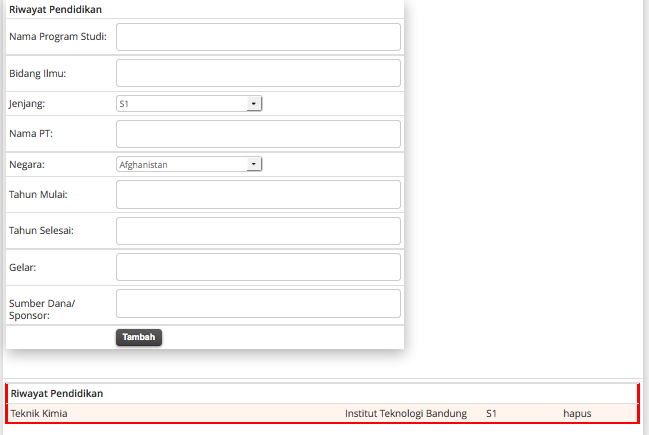 Riwayat Pendidikan
Nama Program Studi:
Bidang Ilmu:
Jenjang: S1
Nama PT:
Negara: Afghanistan
Tahun Mulai:
Tahun Selesai:
Gelar:
Sumber Dana/
Sponsor:
Tambah
Riwayat Pendidikan
Teknik Kimia Institut Teknologi Bandung S1 hapus